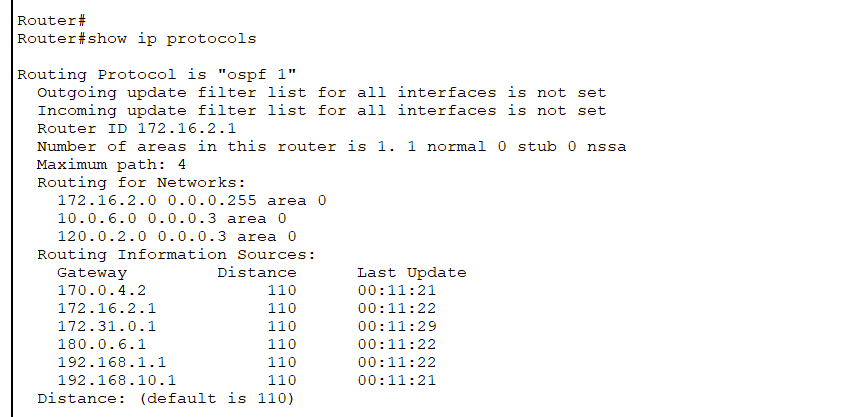 Router#
Router#show ip protocols
Routing Protocol is "ospf 1"
Outgoing update filter list for all interfaces is not set
Incoming update filter list for all interfaces is not set
Router ID 172.16.2.1
Number of areas in this router is 1. 1 normal 0 stub 0 nssa
Maximum path: 4
Routing for Networks:
172.16.2.0 0.0.0.255 area 0
10.0.6.0 0.0.0.3 area 0
120.0.2.0 0.0.0.3 area 0
Routing Information Sources:
Gateway Distance Last Update
170.0.4.2 110 00:11:21
172.16.2.1 110 00:11:22
172.31.0.1 110 00:11:29
180.0.6.1 110 00:11:22
192.168.1.1 110 00:11:22
192.168.10.1 110 00:11:21
Distance: (default is 110)